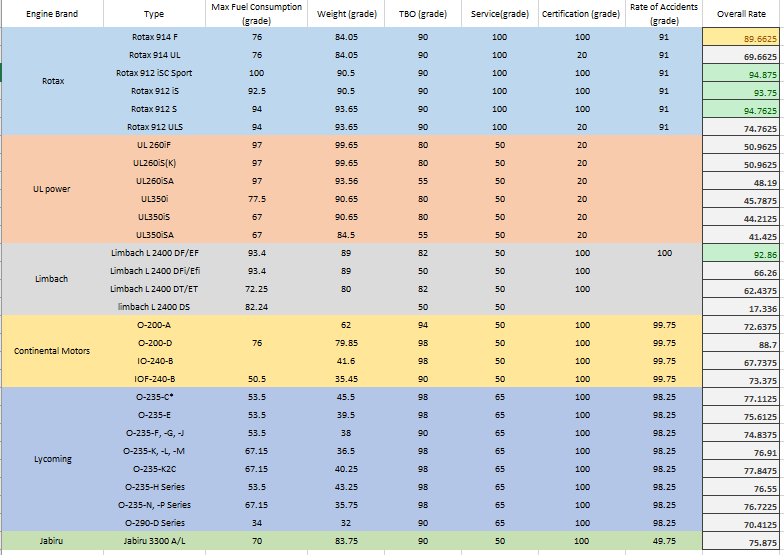 Engine Brand Type Max Fuel Consumption (grade) Weight (grade) TBO (grade) Service(grade) Certification (grade) Rate of Accidents (grade) Overall Rate
Rotax
Rotax 914 F 76 84.05 90 100 100 91 89.6625
Rotax 914 UL 76 84.05 90 100 20 91 69.6625
Rotax 912 iSC Sport 100 90.5 90 100 100 91 94.875
Rotax 912 iS 92.5 90.5 90 100 100 91 93.75
Rotax 912 S 94 93.65 90 100 100 91 94.7625
Rotax 912 ULS 94 93.65 90 100 20 91 74.7625
UL power
UL 260iF 97 99.65 80 50 20 50.9625
UL260iS(K) 97 99.65 80 50 20 50.9625
UL260iSA 97 93.56 55 50 20 48.19
UL350i 77.5 90.65 80 50 20 45.7875
UL350iS 67 90.65 80 50 20 44.2125
UL350iSA 67 84.5 55 50 20 41.425
Limbach
Limbach L 2400 DF/EF 93.4 89 82 50 100 100 92.86
Limbach L 2400 DFi/Efi 93.4 89 50 50 100 66.26
Limbach L 2400 DT/ET 72.25 80 82 50 100 62.4375
limbach L 2400 DS 82.24 50 50 17.336
Continental Motors
O-200-A 62 94 50 100 99.75 72.6375
O-200-D 76 79.85 98 50 100 99.75 88.7
IO-240-B 41.6 98 50 100 99.75 67.7375
IOF-240-B 50.5 35.45 90 50 100 99.75 73.375
Lycoming
O-235-C* 53.5 45.5 98 65 100 98.25 77.1125
O-235-E 53.5 39.5 98 65 100 98.25 75.6125
O-235-F, -G, -J 53.5 38 90 65 100 98.25 74.8375
O-235-K, -L, -M 67.15 36.5 98 65 100 98.25 76.91
O-235-K2C 67.15 40.25 98 65 100 98.25 77.8475
O-235-H Series 53.5 43.25 98 65 100 98.25 76.55
O-235-N, -P Series 67.15 35.75 98 65 100 98.25 76.7225
O-290-D Series 34 32 90 65 100 98.25 70.4125
Jabiru Jabiru 3300 A/L 70 83.75 90 50 100 49.75 75.875